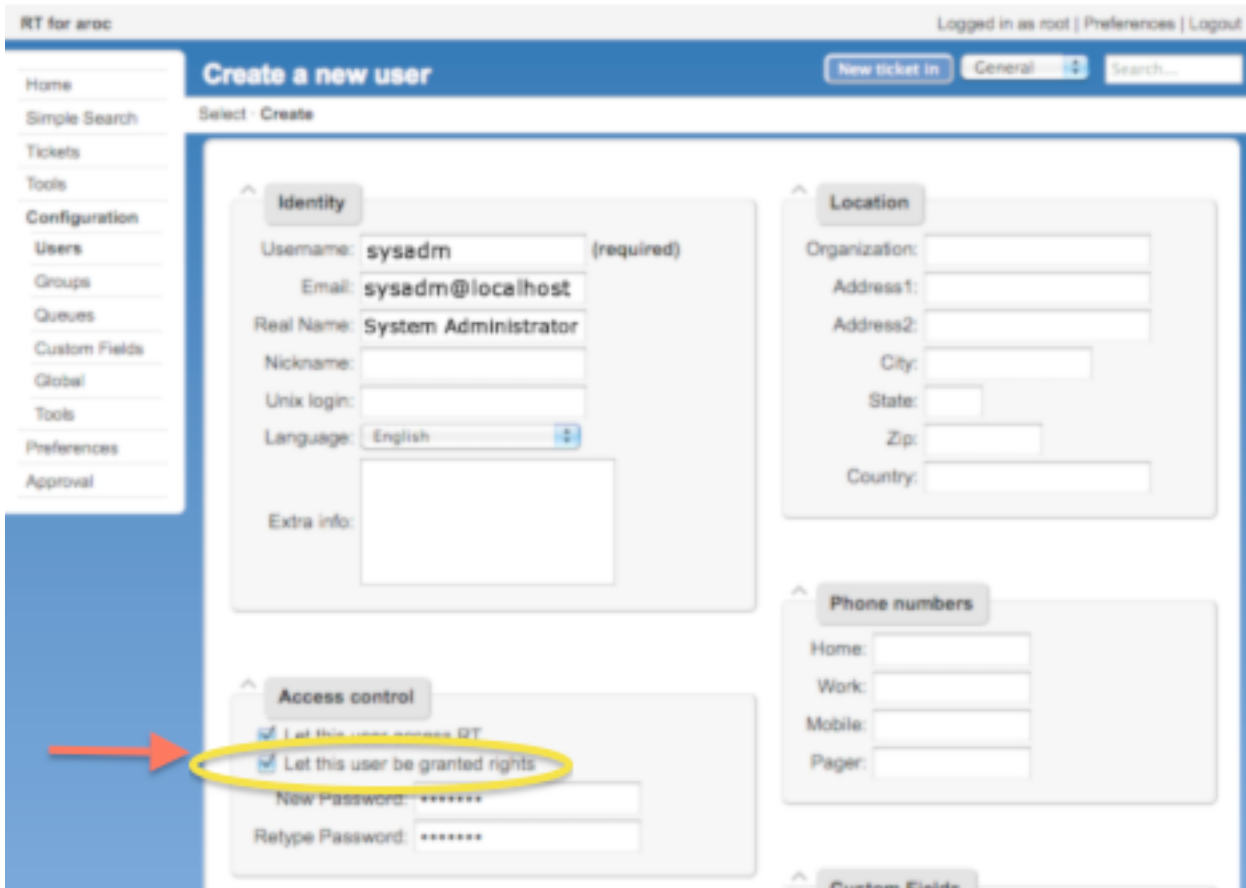 RT for aroc
Logged in as root | Preferences | Logout
Create a new user
New ticket in
General
Search...
Select · Create
Home
Simple Search
Tickets
Tools
Configuration
Users
Groups
Queues
Custom Fields
Global
Tools
Preferences
Approval
Identity
Username: sysadm (required)
Email: sysadm@localhost
Real Name: System Administrator
Nickname:
Unix login:
Language: English
Extra info:
Access control
Let this user access RT
Let this user be granted rights
New Password: •••••••
Retype Password: •••••••
Location
Organization:
Address1:
Address2:
City:
State:
Zip:
Country:
Phone numbers
Home:
Work:
Mobile:
Pager:
Custom Fields